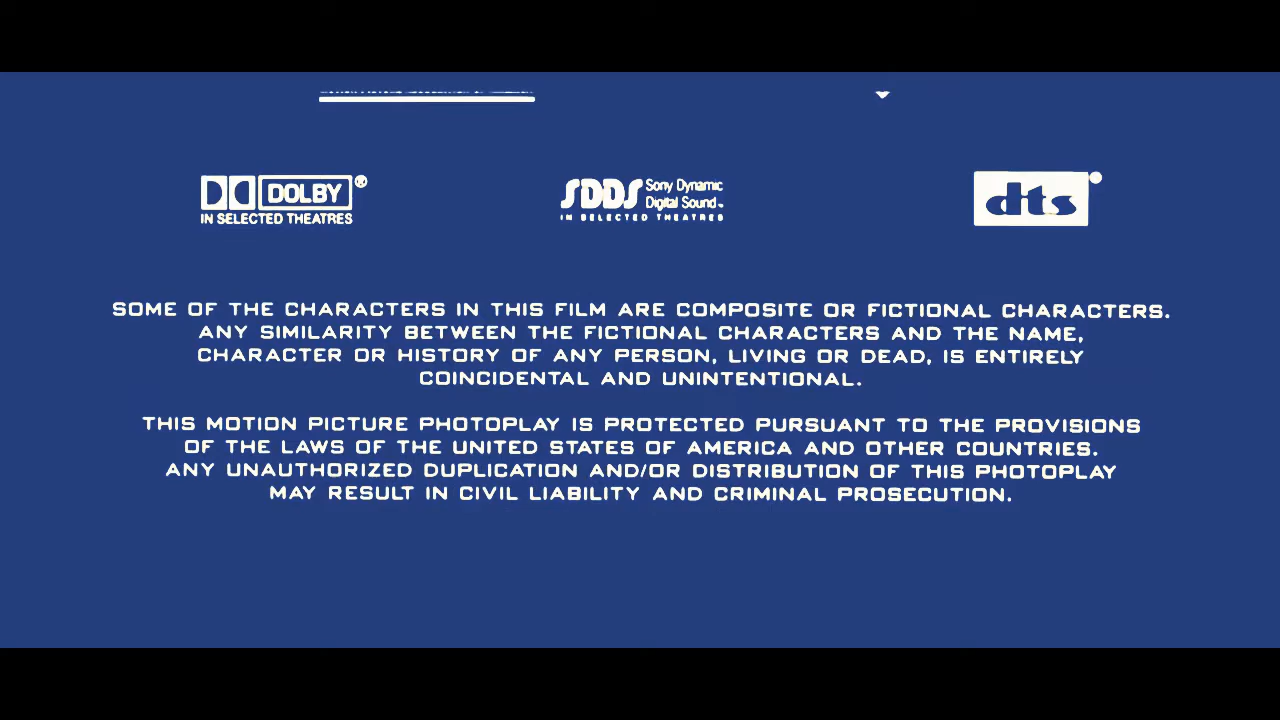 DOLBY
IN SELECTED THEATRES
SDDS Sony Dynamic
Digital Sound
IN SELECTED THEATRES
dts
SOME OF THE CHARACTERS IN THIS FILM ARE COMPOSITE OR FICTIONAL CHARACTERS.
ANY SIMILARITY BETWEEN THE FICTIONAL CHARACTERS AND THE NAME,
CHARACTER OR HISTORY OF ANY PERSON, LIVING OR DEAD, IS ENTIRELY
COINCIDENTAL AND UNINTENTIONAL.
THIS MOTION PICTURE PHOTOPLAY IS PROTECTED PURSUANT TO THE PROVISIONS
OF THE LAWS OF THE UNITED STATES OF AMERICA AND OTHER COUNTRIES.
ANY UNAUTHORIZED DUPLICATION AND/OR DISTRIBUTION OF THIS PHOTOPLAY
MAY RESULT IN CIVIL LIABILITY AND CRIMINAL PROSECUTION.